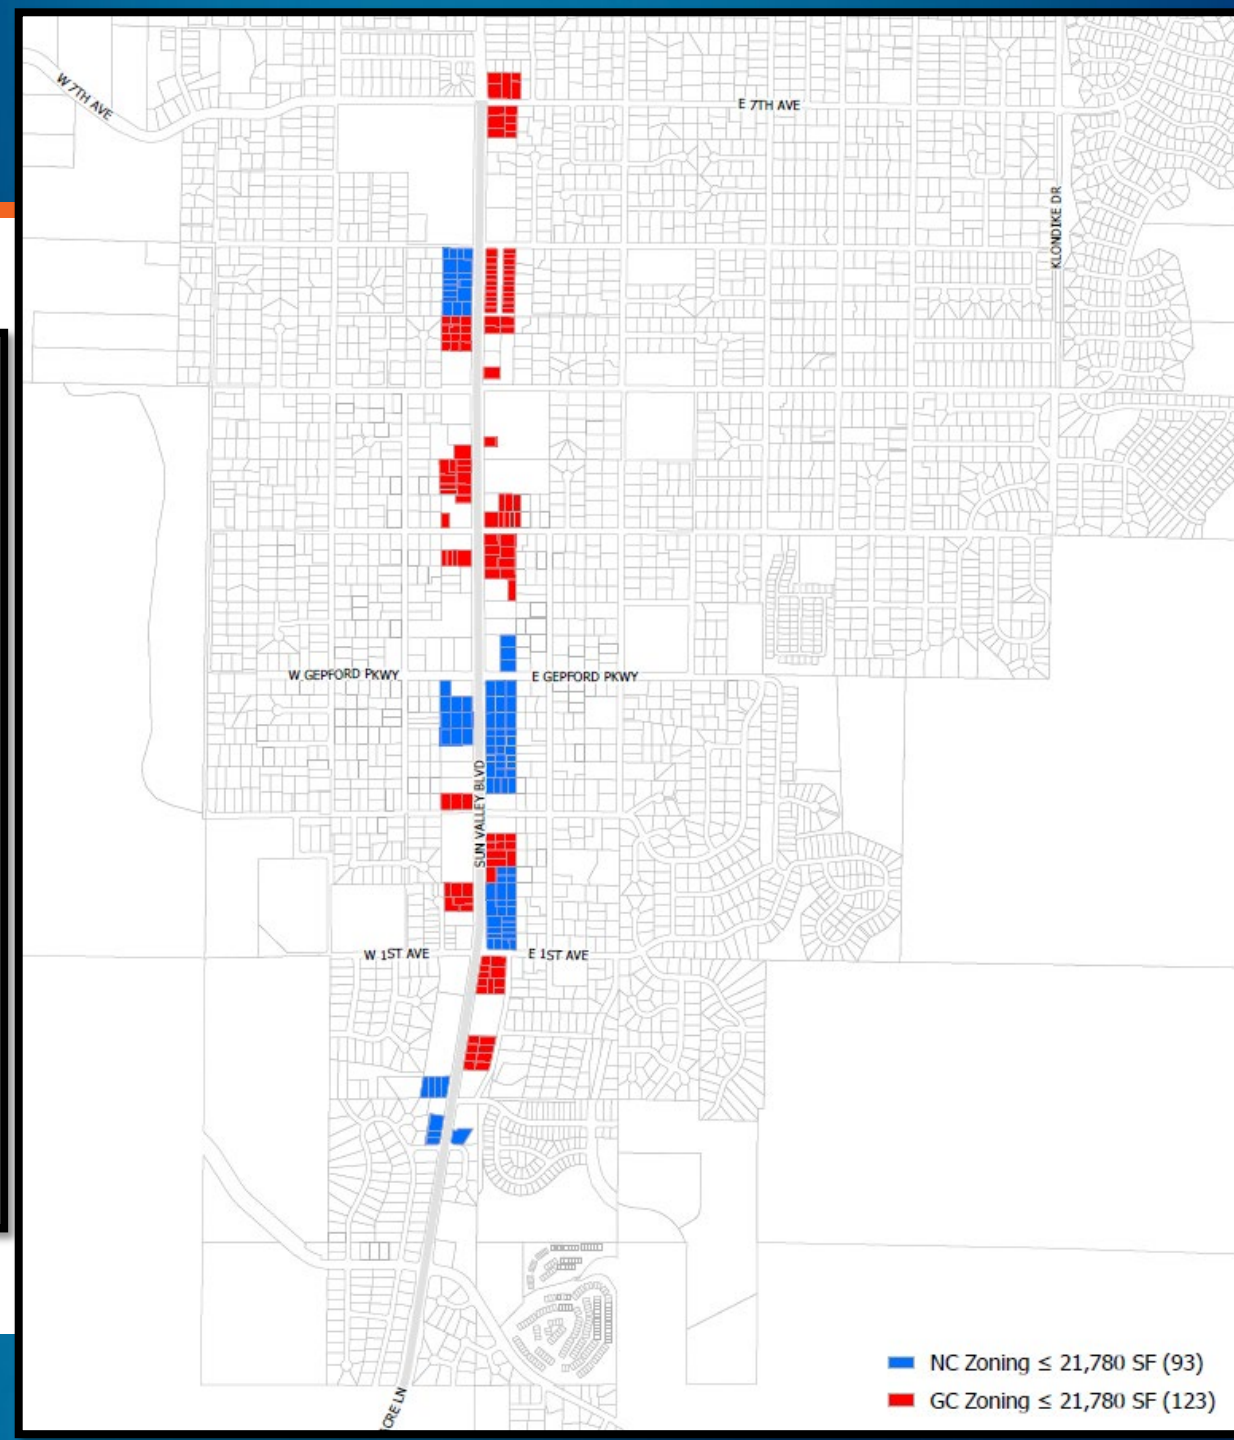 W 7TH AVE
E 7TH AVE
KLONDIKE DR
W GEPFORD PKWY
E GEPFORD PKWY
SUN VALLEY BLVD
W 1ST AVE
E 1ST AVE
NC Zoning ≤ 21,780 SF (93)
GC Zoning ≤ 21,780 SF (123)
CRE LN